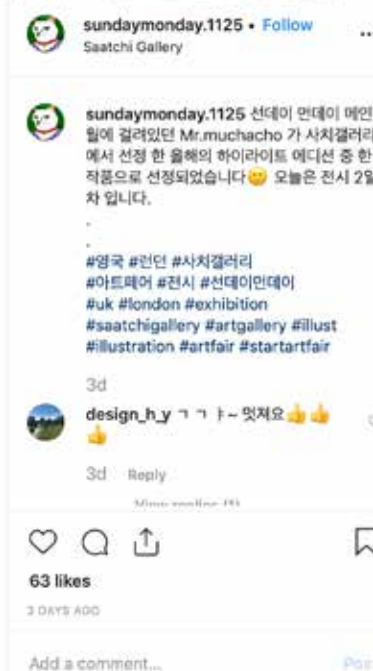 sundaymonday.1125 • Follow
Saatchi Gallery
sundaymonday.1125 선데이 먼데이 메인
월에 걸려있던 Mr.muchacho 가 사치갤러리
에서 선정 한 올해의 하이라이트 에디션 중 한
작품으로 선정되었습니다 오늘은 전시 2일
차 입니다.
.
.
#영국 #런던 #사치갤러리
#아트페어 #전시 #선데이먼데이
#uk #london #exhibition
#saatchigallery #artgallery #illust
#illustration #artfair #startartfair
3d
design_h_y ㄱ ㄱ ㅑ~ 멋져요👍👍
👍
3d Reply
View replies (1)
63 likes
3 DAYS AGO
Add a comment...